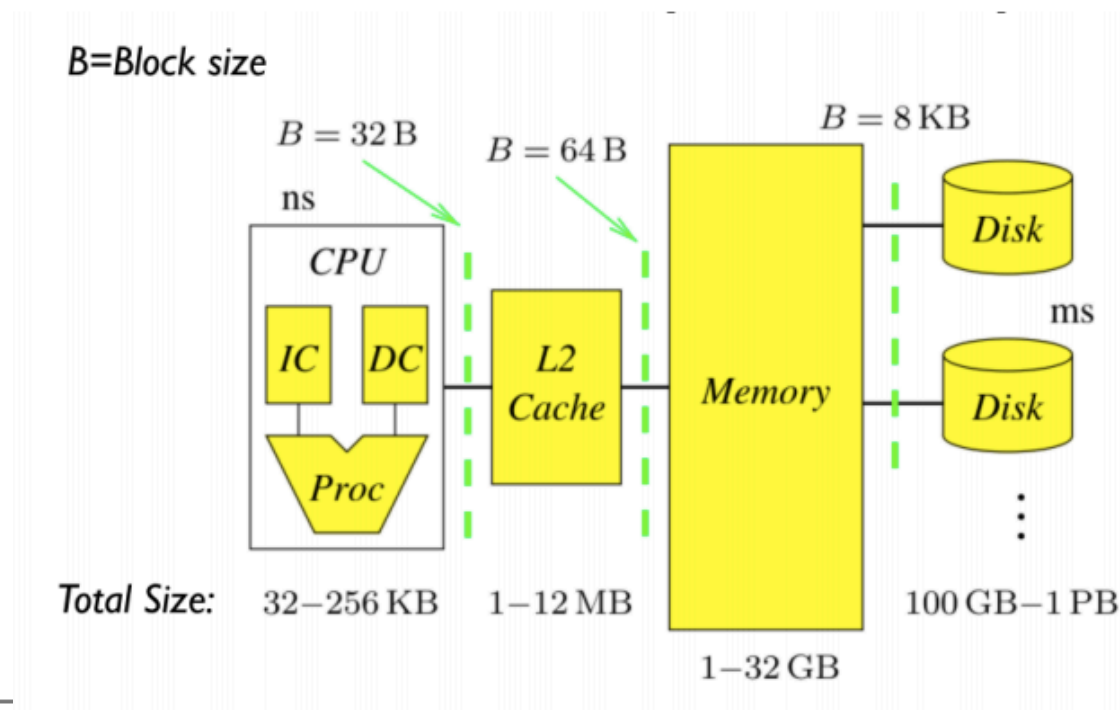 B=Block size
B = 8 KB
B = 32 B
B = 64 B
ns
CPU
Disk
IC
DC
L2
Cache
Memory
ms
Disk
Proc
Total Size:
32–256 KB
1–12 MB
100 GB–1 PB
1–32 GB